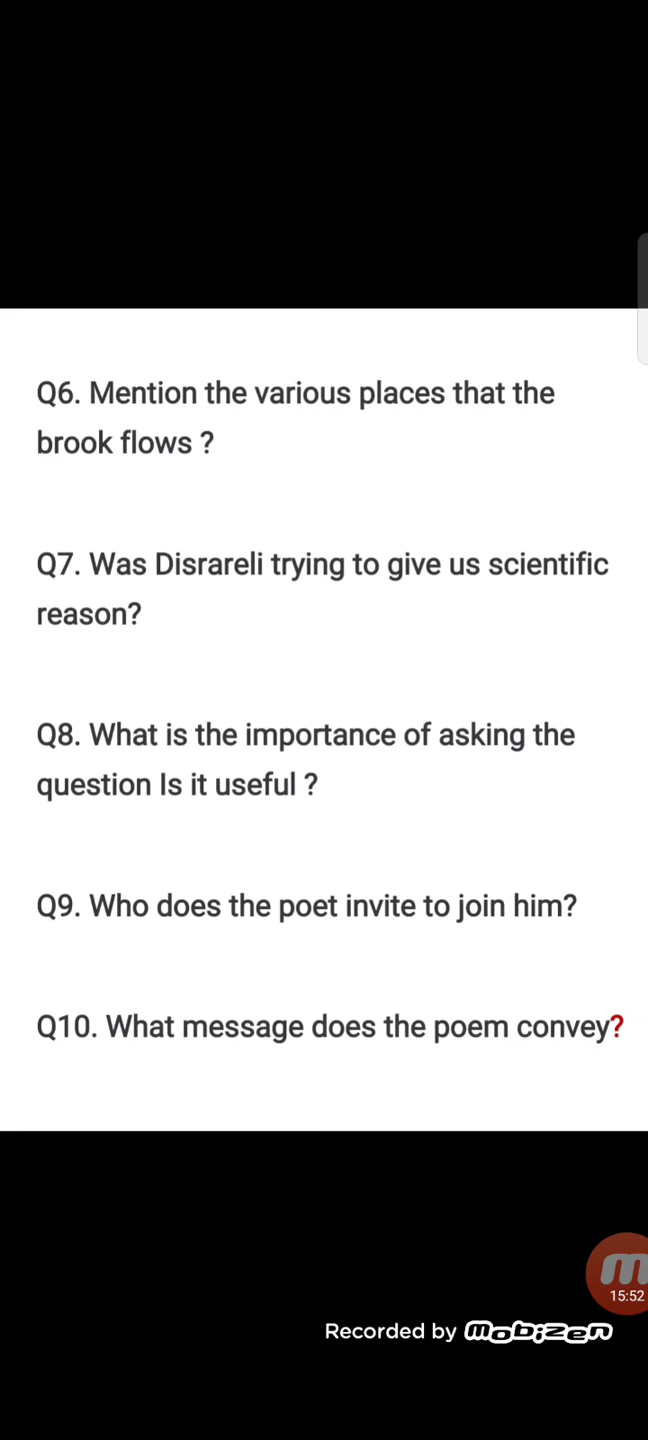 Q6. Mention the various places that the
brook flows ?
Q7. Was Disrareli trying to give us scientific
reason?
Q8. What is the importance of asking the
question Is it useful ?
Q9. Who does the poet invite to join him?
Q10. What message does the poem convey?
m
15:52
Recorded by mobizen